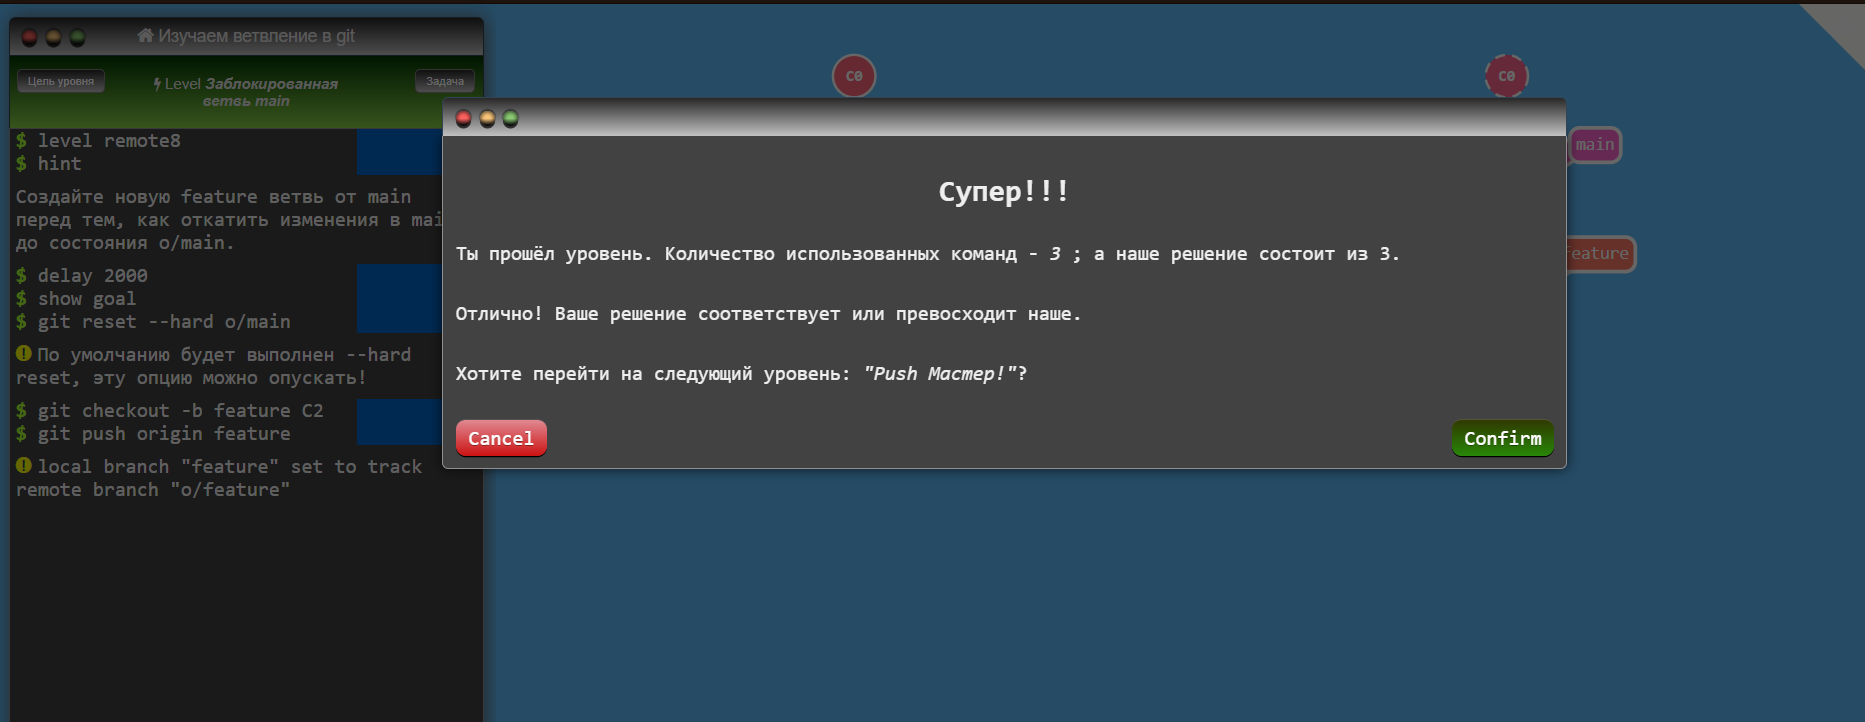 Изучаем ветвление в git
Цель уровня
Level Заблокированная
ветвь main
Задача
$ level remote8
$ hint
Создайте новую feature ветвь от main
перед тем, как откатить изменения в mai
до состояния o/main.
$ delay 2000
$ show goal
$ git reset --hard o/main
По умолчанию будет выполнен --hard
reset, эту опцию можно опускать!
$ git checkout -b feature C2
$ git push origin feature
local branch "feature" set to track
remote branch "o/feature"
C0
C0
main
feature
Супер!!!
Ты прошёл уровень. Количество использованных команд - 3 ; а наше решение состоит из 3.
Отлично! Ваше решение соответствует или превосходит наше.
Хотите перейти на следующий уровень: "Push Мастер!"?
Cancel
Confirm